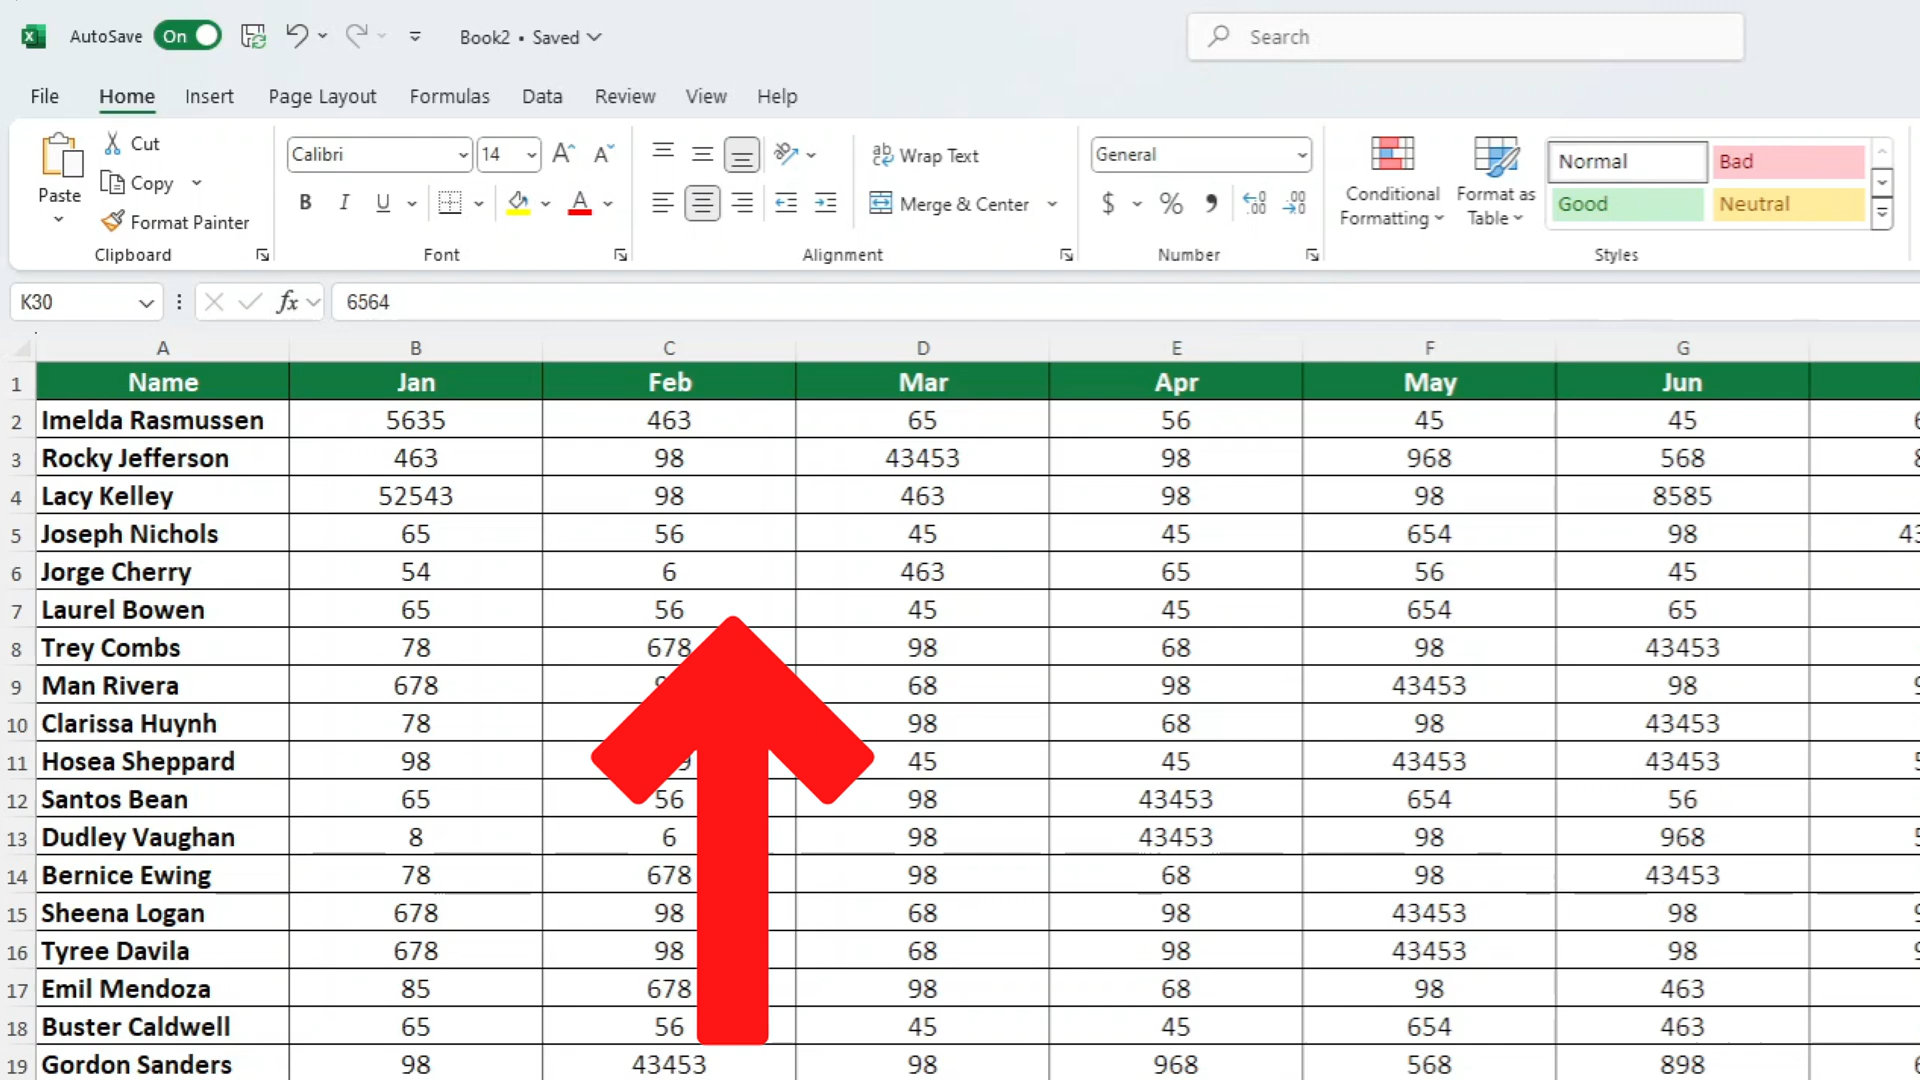 AutoSave On Book2 • Saved Search
File Home Insert Page Layout Formulas Data Review View Help
Paste Cut Copy Format Painter Clipboard
Calibri 14 B I U A Font
Wrap Text Merge & Center Alignment
General $ % 9 Number
Conditional Formatting Format as Table Normal Bad Good Neutral Styles
K30 fx 6564
A B C D E F G
1 Name Jan Feb Mar Apr May Jun
2 Imelda Rasmussen 5635 463 65 56 45 45
3 Rocky Jefferson 463 98 43453 98 968 568
4 Lacy Kelley 52543 98 463 98 98 8585
5 Joseph Nichols 65 56 45 45 654 98 43
6 Jorge Cherry 54 6 463 65 56 45
7 Laurel Bowen 65 56 45 45 654 65
8 Trey Combs 78 678 98 68 98 43453
9 Man Rivera 678 68 98 43453 98
10 Clarissa Huynh 78 98 68 98 43453
11 Hosea Sheppard 98 45 45 43453 43453
12 Santos Bean 65 56 98 43453 654 56
13 Dudley Vaughan 8 6 98 43453 98 968
14 Bernice Ewing 78 678 98 68 98 43453
15 Sheena Logan 678 98 68 98 43453 98
16 Tyree Davila 678 98 68 98 43453 98
17 Emil Mendoza 85 678 98 68 98 463
18 Buster Caldwell 65 56 45 45 654 463
19 Gordon Sanders 98 43453 98 968 568 898